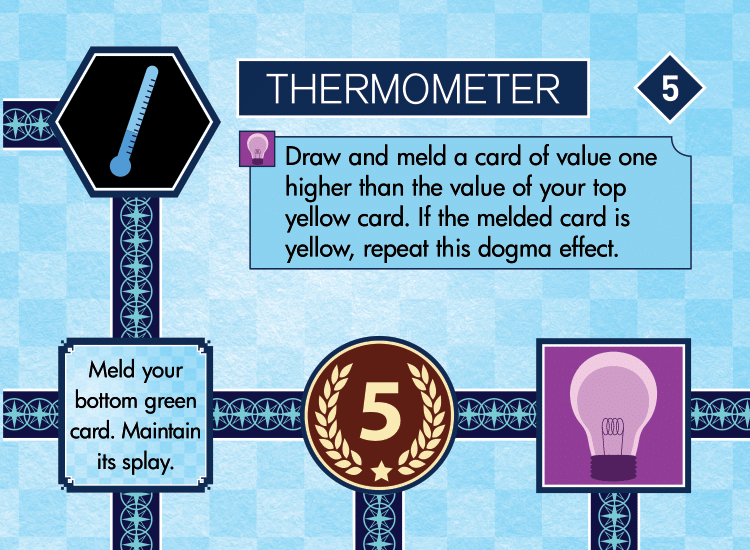 THERMOMETER
5
Draw and meld a card of value one
higher than the value of your top
yellow card. If the melded card is
yellow, repeat this dogma effect.
Meld your
bottom green
card. Maintain
its splay.
5